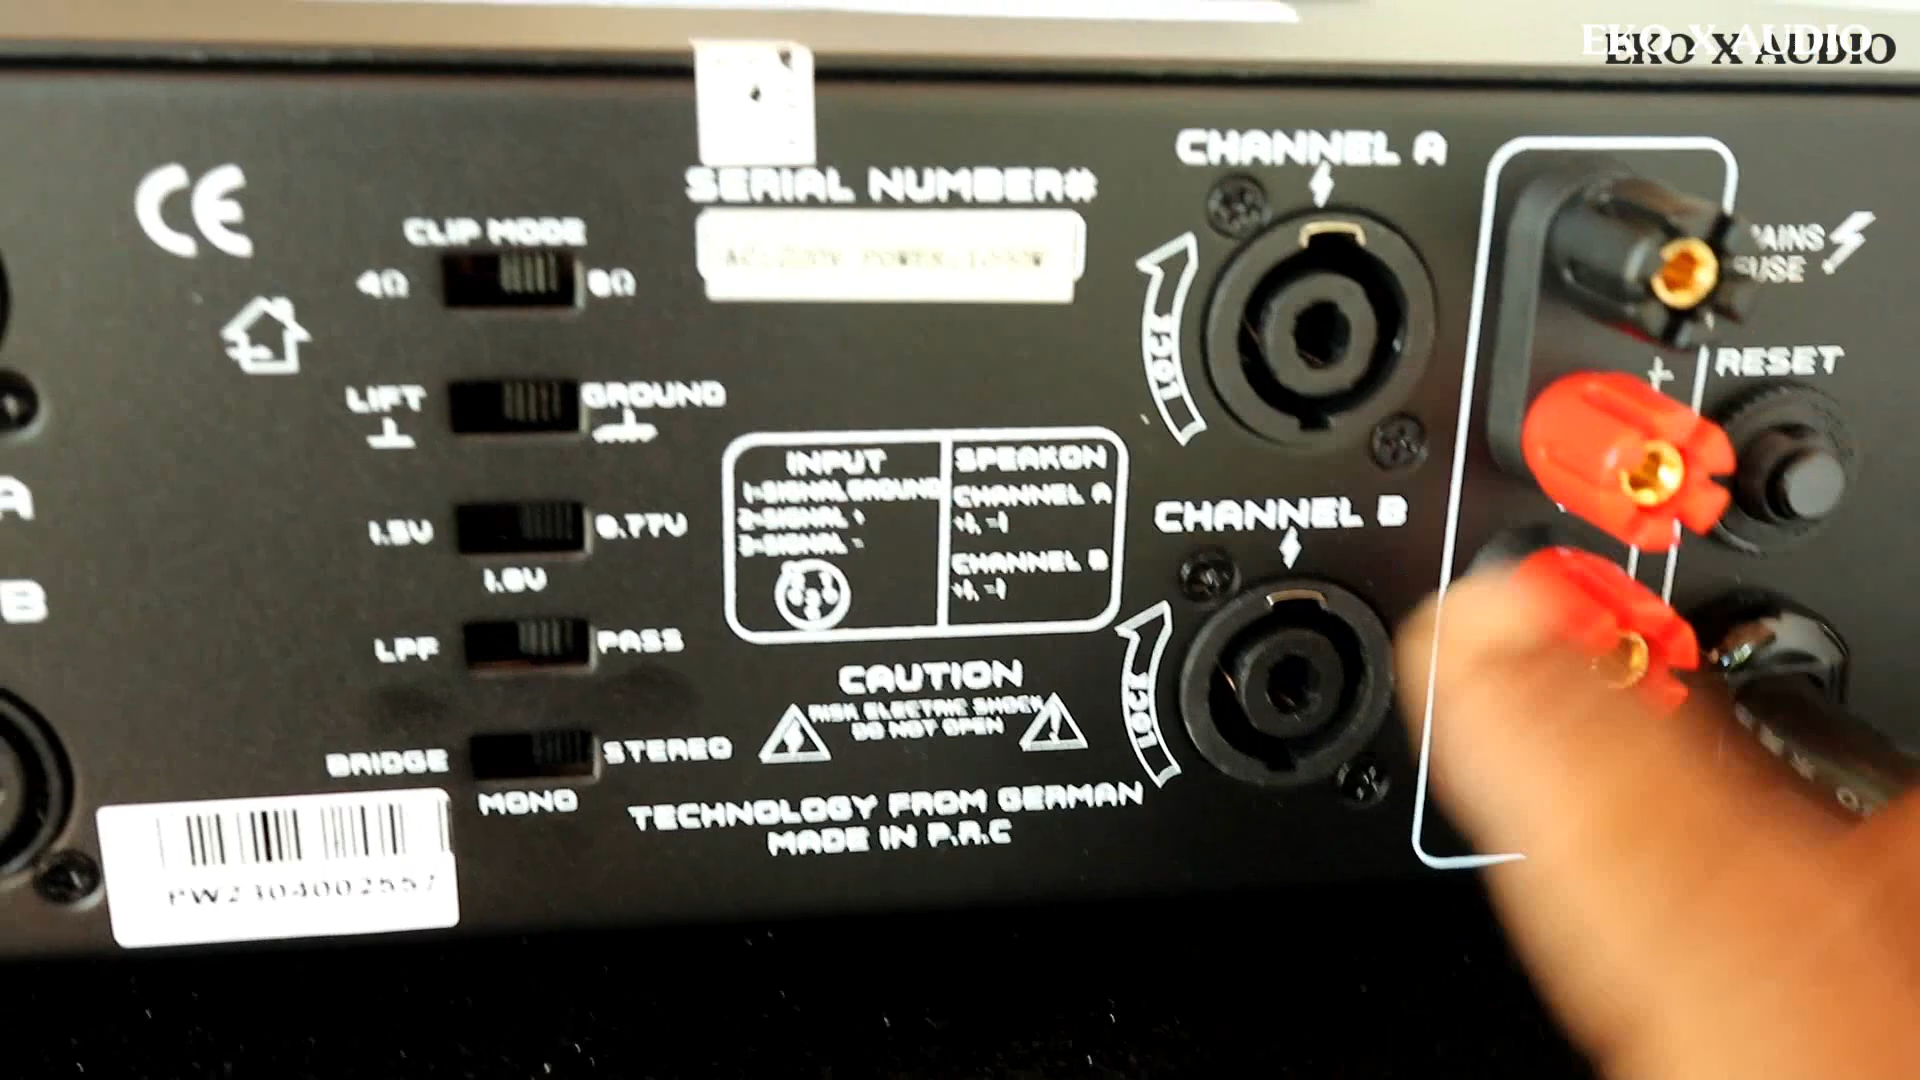 EKO X AUDIO
CE
CLIP MODE
4Ω 8Ω
LIFT GROUND
1.5V 0.77V
1.0V
LPF PASS
BRIDGE STEREO
MONO
A
B
PW2304002557
SERIAL NUMBER#
INPUT
1-SIGNAL GROUND
2-SIGNAL +
3-SIGNAL -
SPEAKON
CHANNEL A
+1, -1
CHANNEL B
+1, -1
CAUTION
RISK ELECTRIC SHOCK
DO NOT OPEN
TECHNOLOGY FROM GERMAN
MADE IN P.R.C
CHANNEL A
LOCK
CHANNEL B
LOCK
+
RESET